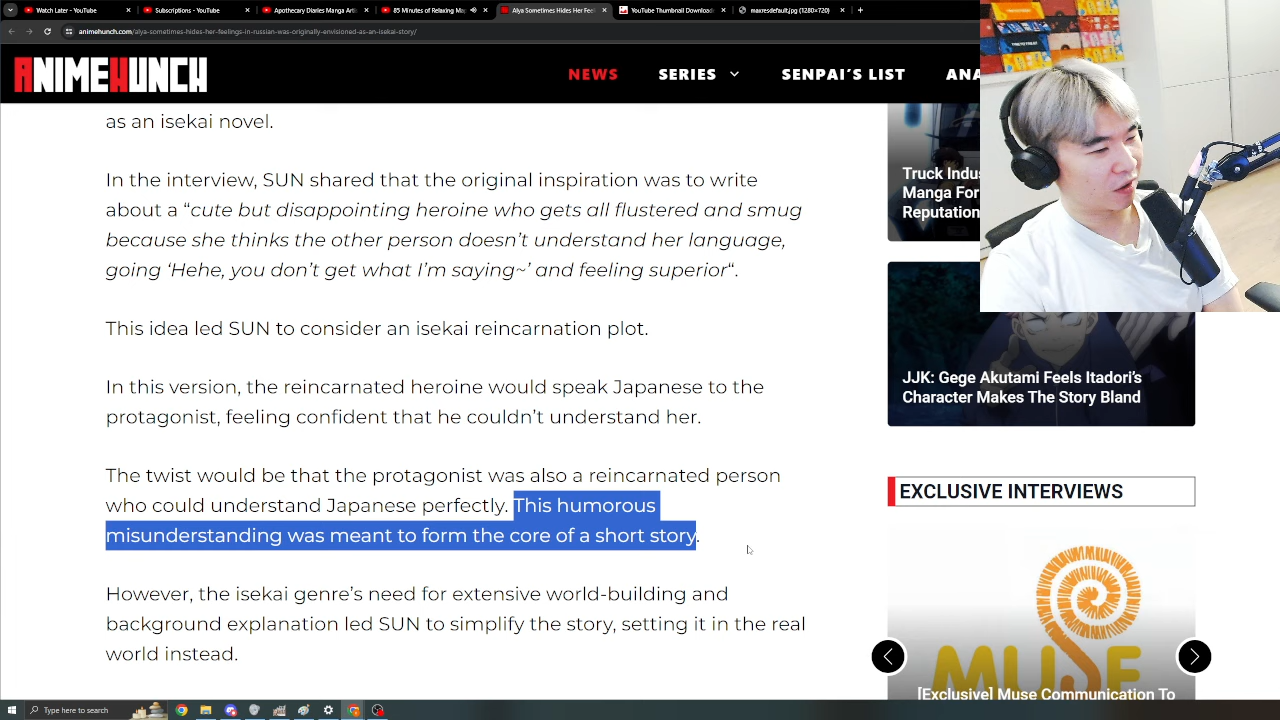 Watch Later - YouTube
Subscriptions - YouTube
Apothecary Diaries Manga Arti
85 Minutes of Relaxing Ma
Alya Sometimes Hides Her Feel
YouTube Thumbnail Download
maxresdefault.jpg (1280×720)
animehunch.com/alya-sometimes-hides-her-feelings-in-russian-was-originally-envisioned-as-an-isekai-story/
ANIMEHUNCH
NEWS
SERIES
SENPAI'S LIST
ANA
as an isekai novel.
In the interview, SUN shared that the original inspiration was to write
about a “cute but disappointing heroine who gets all flustered and smug
because she thinks the other person doesn’t understand her language,
going ‘Hehe, you don’t get what I’m saying~’ and feeling superior“.
This idea led SUN to consider an isekai reincarnation plot.
In this version, the reincarnated heroine would speak Japanese to the
protagonist, feeling confident that he couldn’t understand her.
The twist would be that the protagonist was also a reincarnated person
who could understand Japanese perfectly. This humorous
misunderstanding was meant to form the core of a short story.
However, the isekai genre’s need for extensive world-building and
background explanation led SUN to simplify the story, setting it in the real
world instead.
Truck Indus
Manga For
Reputation
JJK: Gege Akutami Feels Itadori’s
Character Makes The Story Bland
EXCLUSIVE INTERVIEWS
MUSE
[Exclusive] Muse Communication To
Type here to search